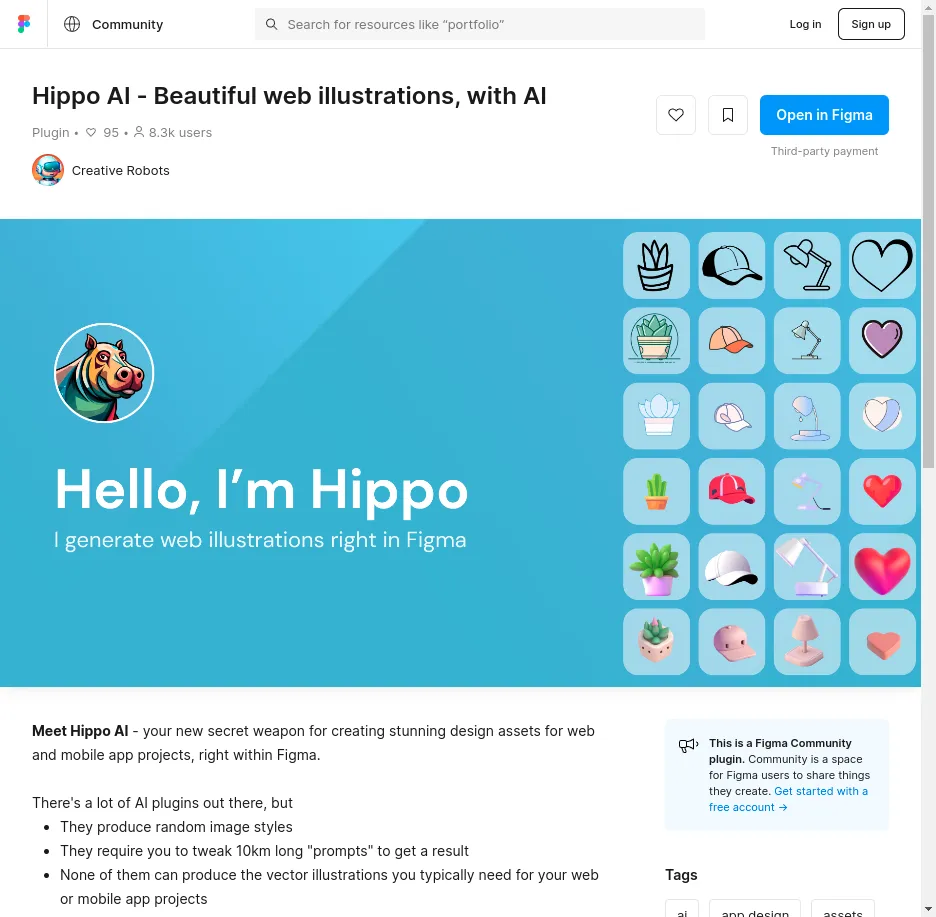 Community
Search for resources like “portfolio”
Log in
Sign up
Hippo AI - Beautiful web illustrations, with AI
Plugin • 95 • 8.3k users
Creative Robots
Open in Figma
Third-party payment
Hello, I’m Hippo
I generate web illustrations right in Figma
Meet Hippo AI - your new secret weapon for creating stunning design assets for web
and mobile app projects, right within Figma.
There's a lot of AI plugins out there, but
• They produce random image styles
• They require you to tweak 10km long "prompts" to get a result
• None of them can produce the vector illustrations you typically need for your web
or mobile app projects
This is a Figma Community
plugin. Community is a space
for Figma users to share things
they create. Get started with a
free account →
Tags
ai
app design
assets